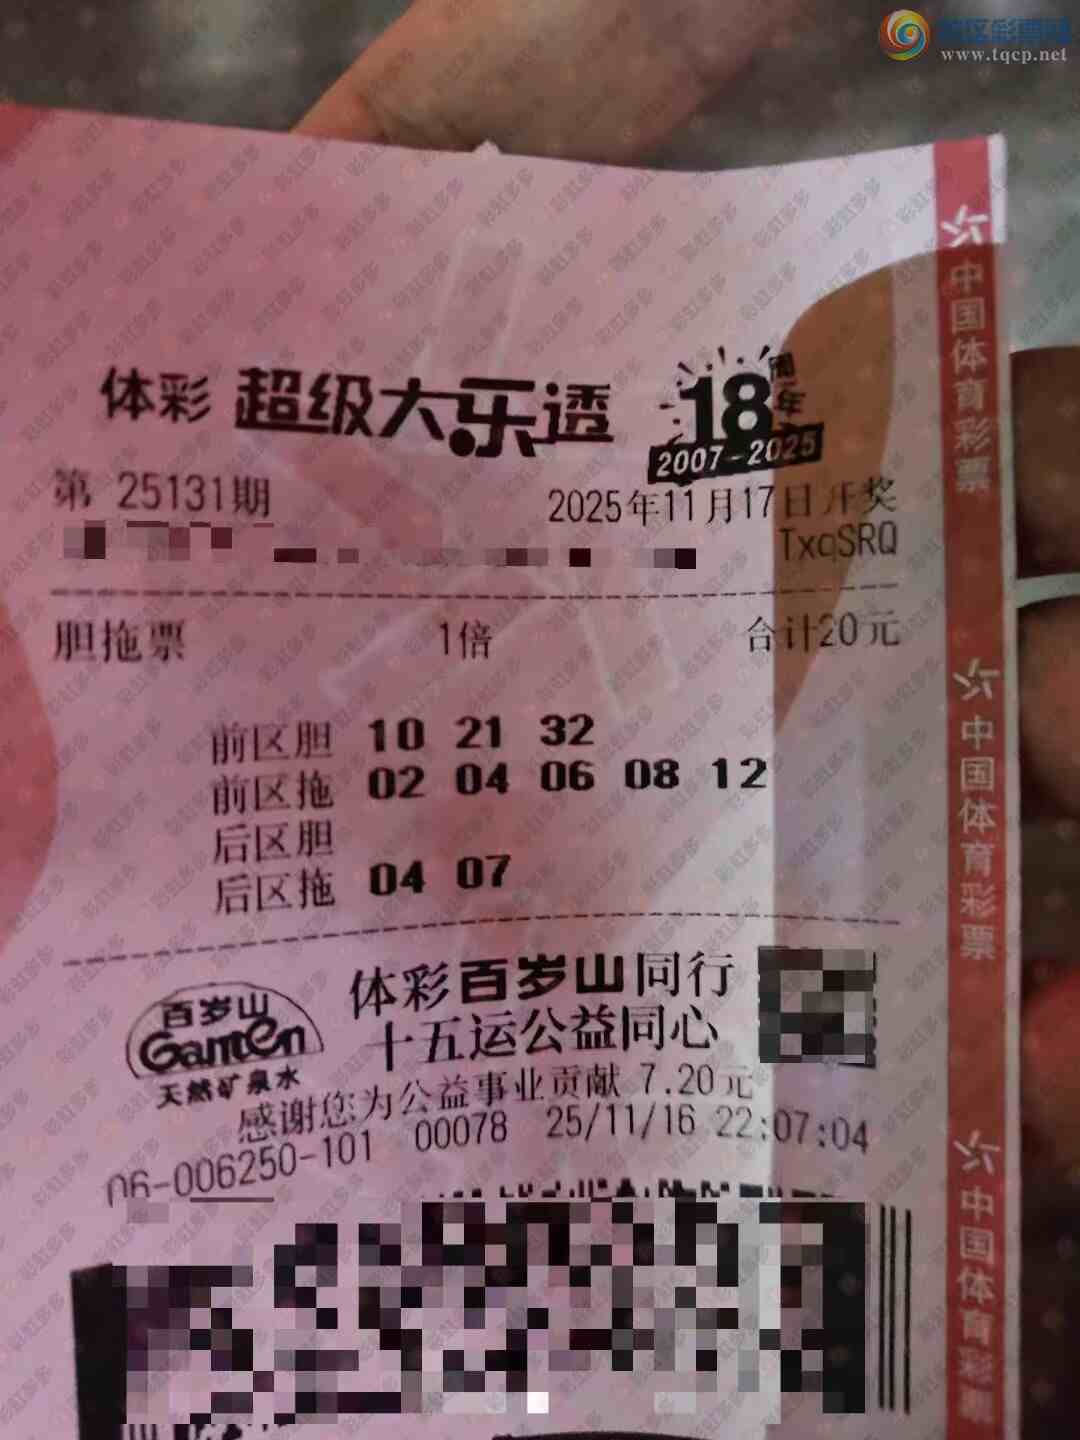 www.tqcp.net
体彩 超级大乐透 18周年
2007-2025
第 25131期 2025年11月17日开奖
TxqSRQ
胆拖票 1倍 合计20元
前区胆 10 21 32
前区拖 02 04 06 08 12
后区胆
后区拖 04 07
百岁山
Ganten
天然矿泉水
体彩百岁山同行
十五运公益同心
感谢您为公益事业贡献 7.20元
06-006250-101 00078 25/11/16 22:07:04
中国体育彩票
中国体育彩票
中国体育彩票
彩虹多多